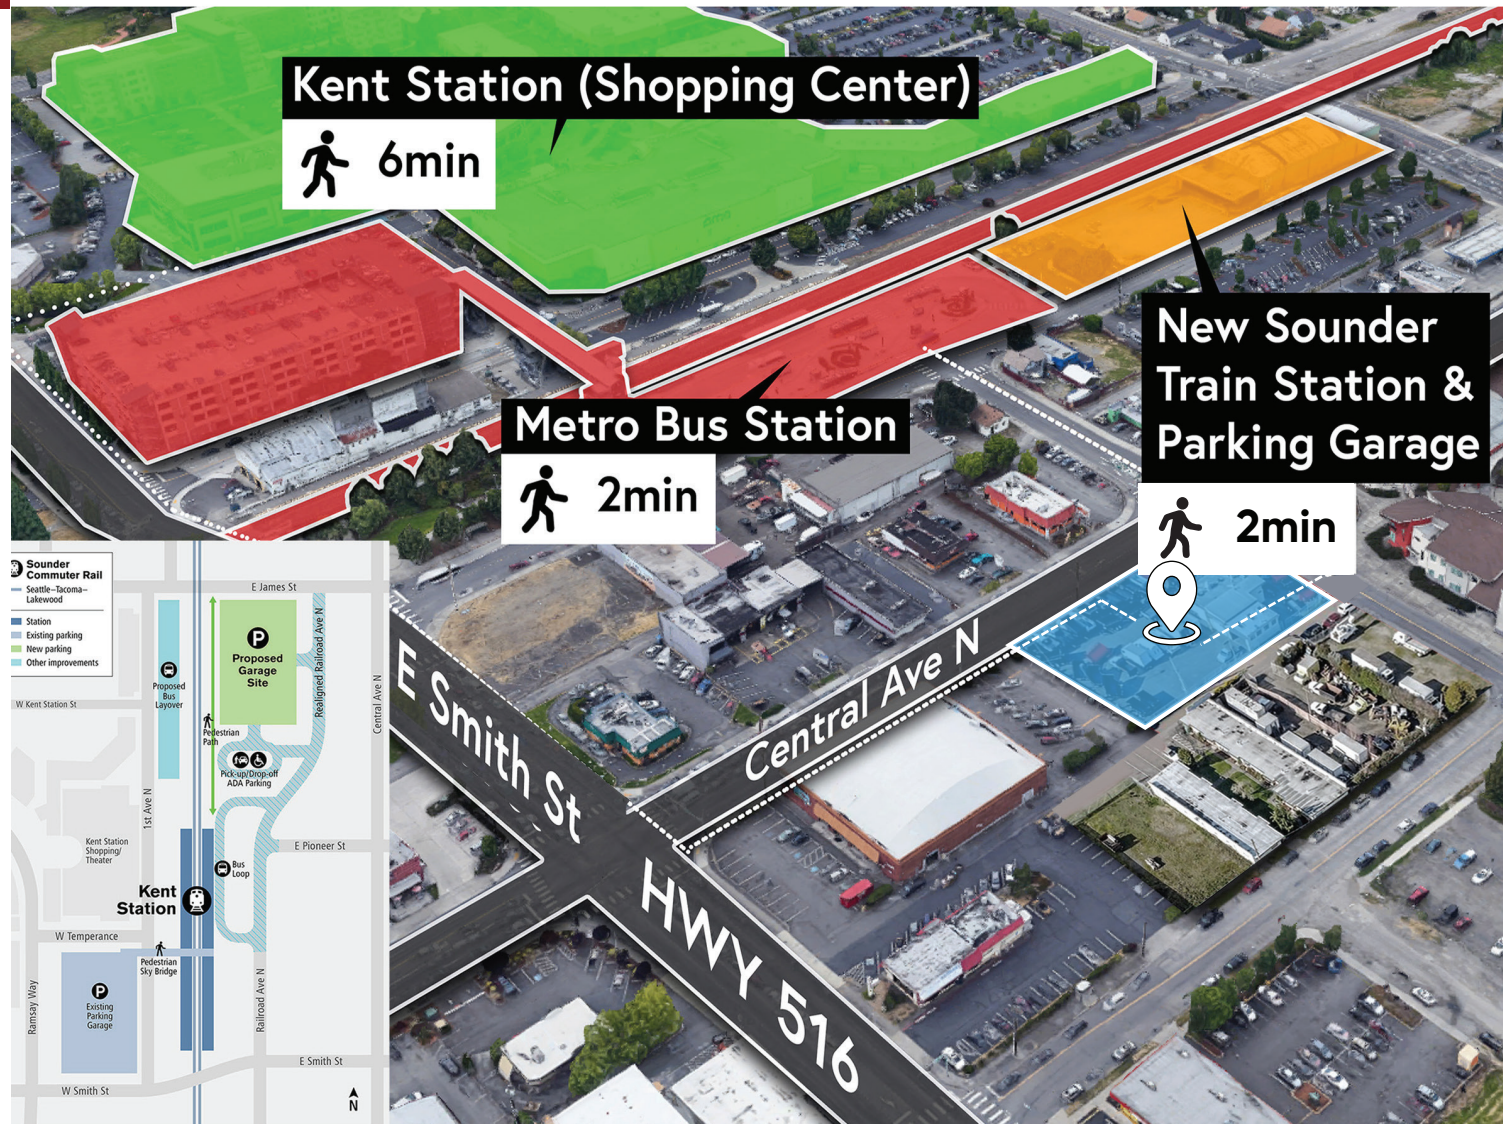 Kent Station (Shopping Center)
6min
New Sounder
Train Station &
Parking Garage
2min
Metro Bus Station
2min
E Smith St
Central Ave N
HWY 516
Sounder
Commuter Rail
Seattle–Tacoma–
Lakewood
Station
Existing parking
New parking
Other improvements
E James St
P
Proposed
Garage
Site
Realigned Railroad Ave N
Central Ave N
Proposed
Bus
Layover
W Kent Station St
Pedestrian
Path
Pick-up/Drop-off
ADA Parking
1st Ave N
Kent Station
Shopping/
Theater
E Pioneer St
Bus
Loop
Kent
Station
W Temperance
Pedestrian
Sky Bridge
P
Existing
Parking
Garage
Ramsay Way
Railroad Ave N
E Smith St
W Smith St
N